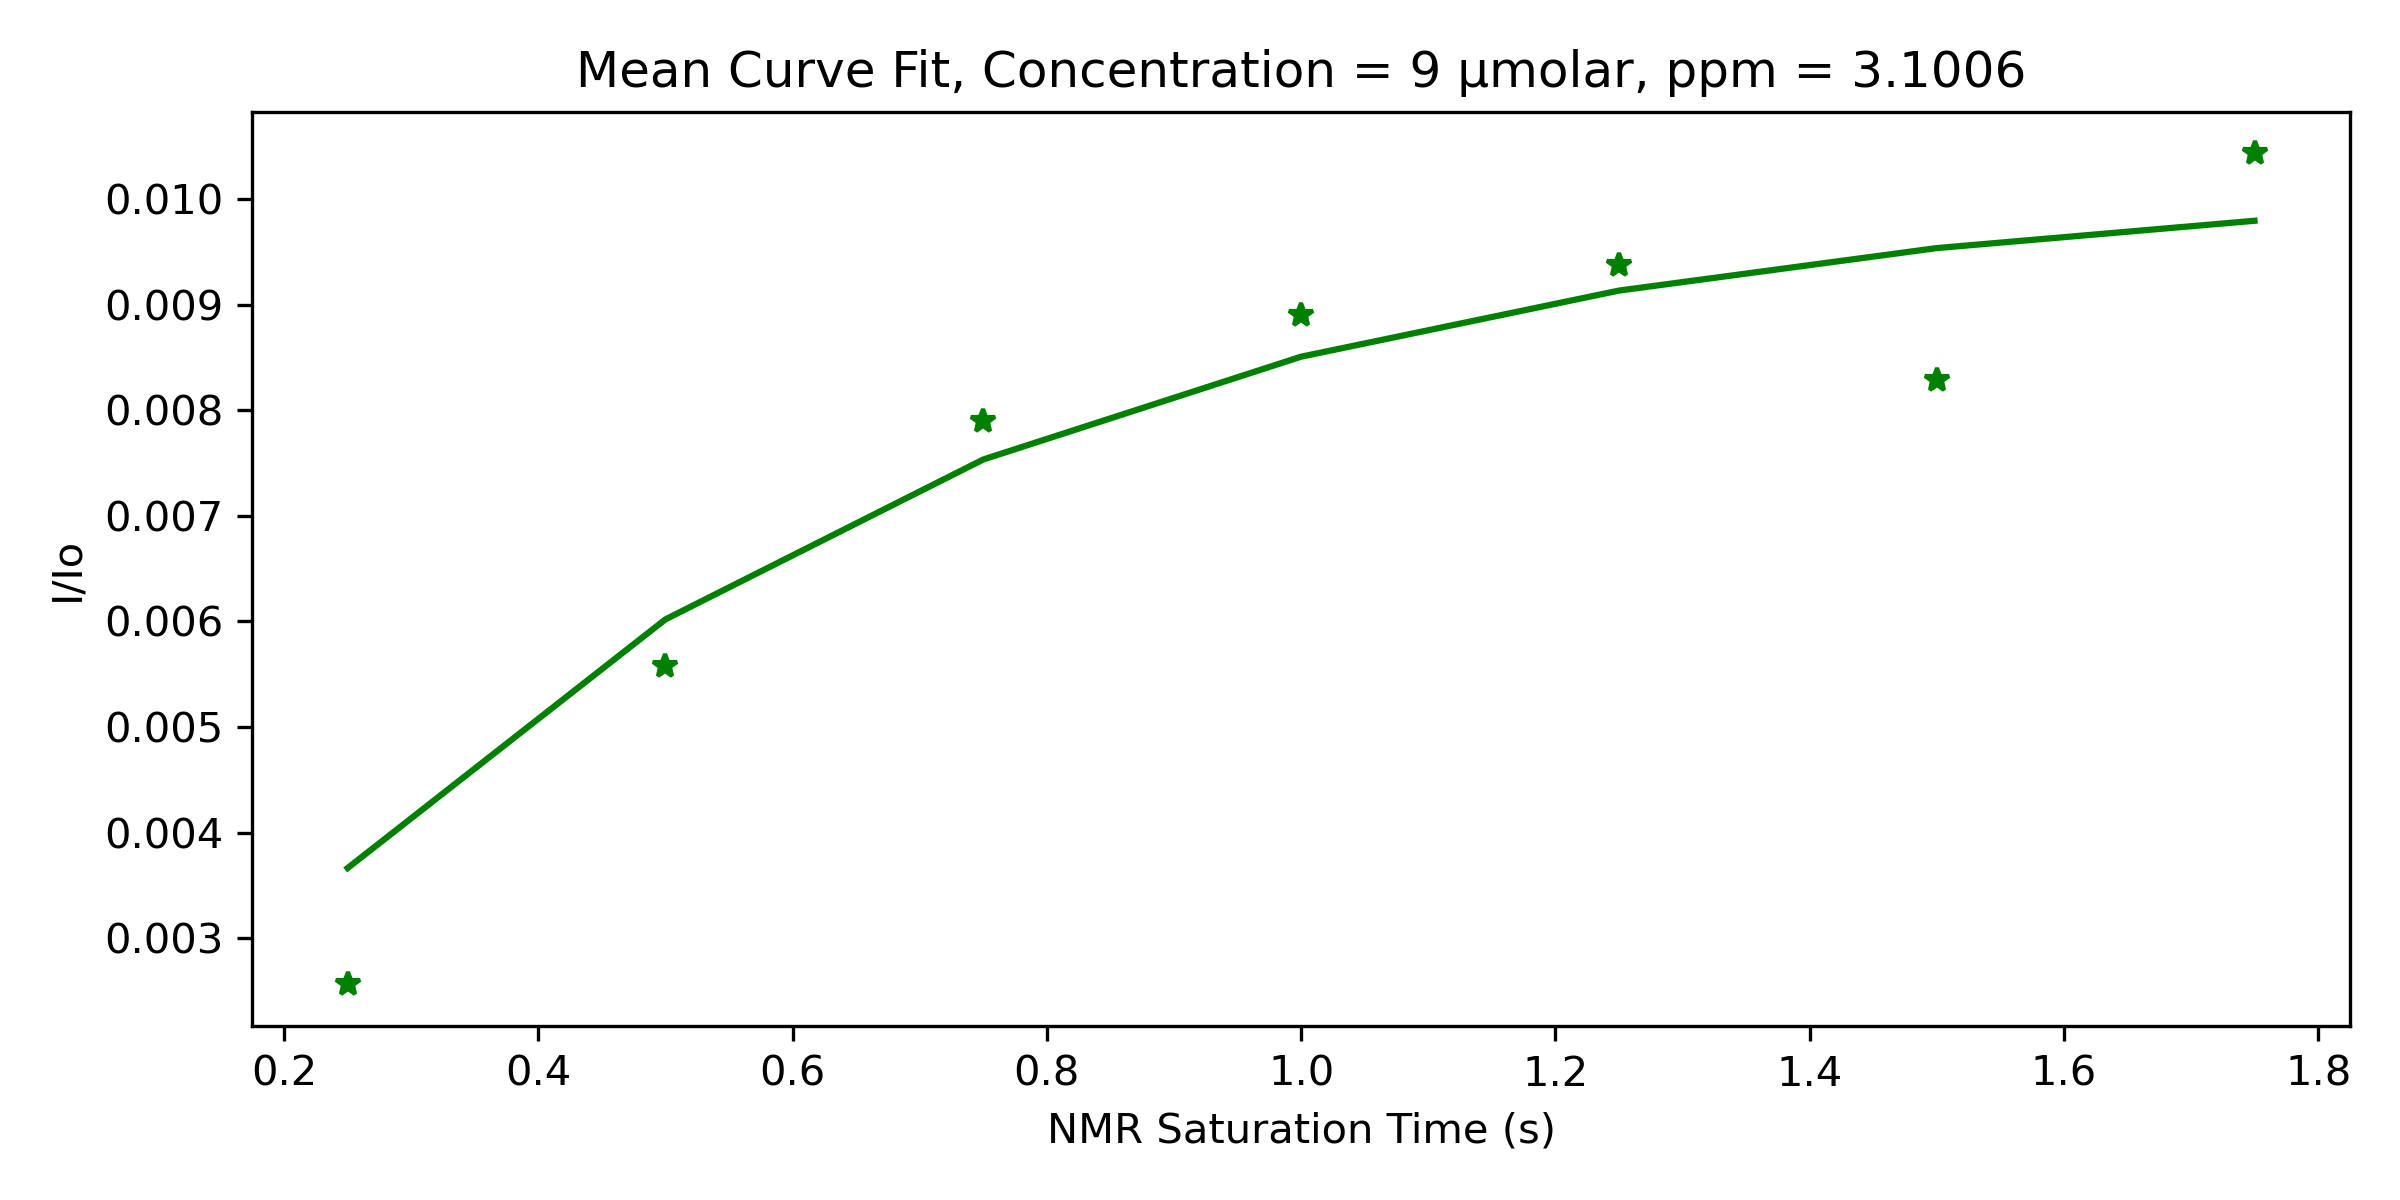 Mean Curve Fit, Concentration = 9 μmolar, ppm = 3.1006
0.010
0.009
0.008
0.007
0.006
0.005
0.004
0.003
I/Io
0.2 0.4 0.6 0.8 1.0 1.2 1.4 1.6 1.8
NMR Saturation Time (s)